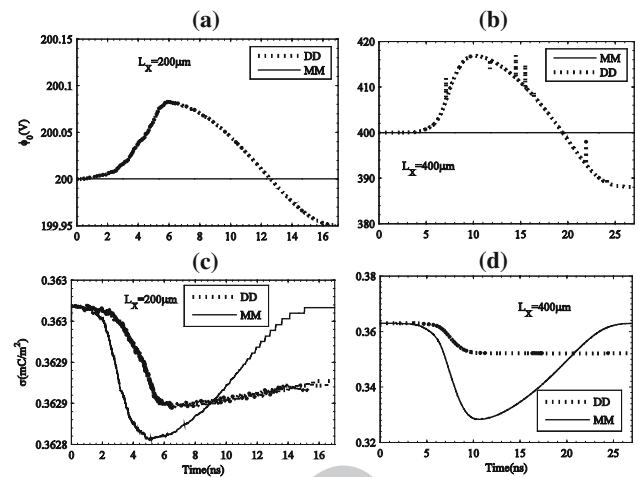 (a)
200.15
200.1
200.05
200
199.95
ϕ0(V)
LX=200μm
DD
MM
0 2 4 6 8 10 12 14 16
(b)
420
410
400
390
380
MM
DD
LX=400μm
0 5 10 15 20 25
(c)
0.363
0.363
0.3629
0.3629
0.3628
σ(mC/m²)
LX=200μm
DD
MM
0 2 4 6 8 10 12 14 16
Time(ns)
(d)
0.38
0.36
0.34
0.32
LX=400μm
DD
MM
0 5 10 15 20 25
Time(ns)